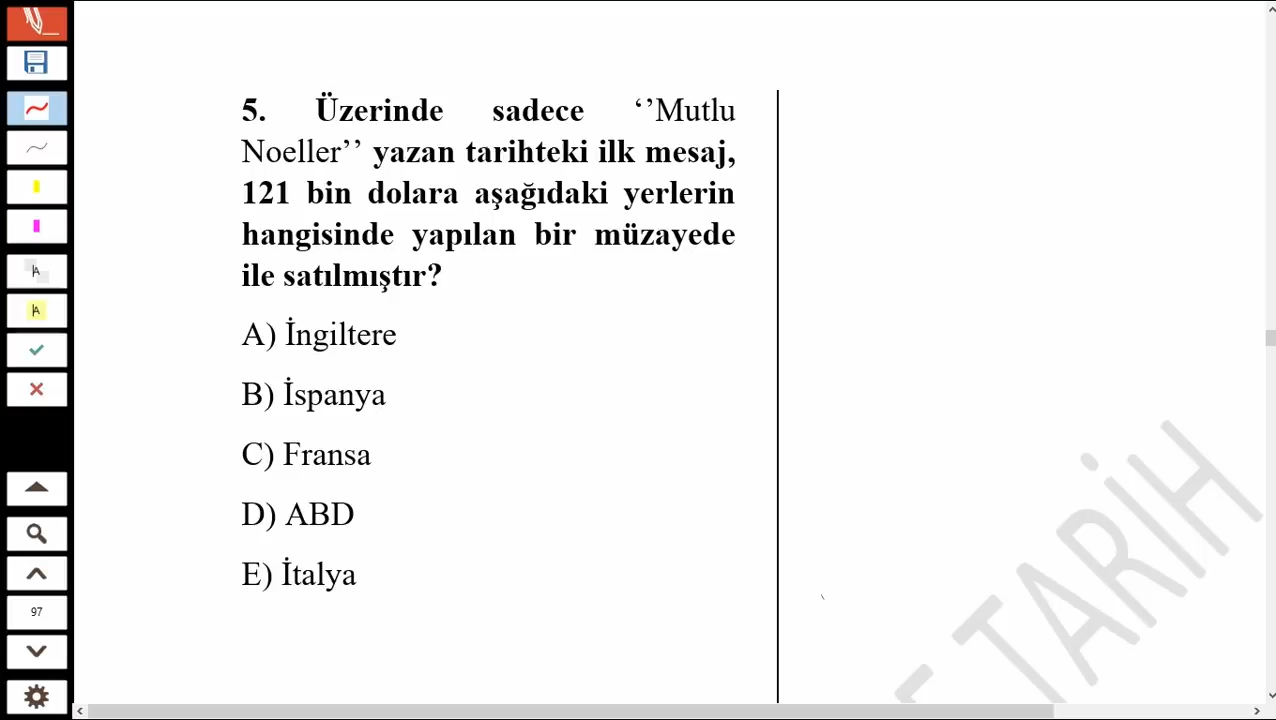 5. Üzerinde sadece ‘’Mutlu
Noeller’’ yazan tarihteki ilk mesaj,
121 bin dolara aşağıdaki yerlerin
hangisinde yapılan bir müzayede
ile satılmıştır?
A) İngiltere
B) İspanya
C) Fransa
D) ABD
E) İtalya
97
E TARİH